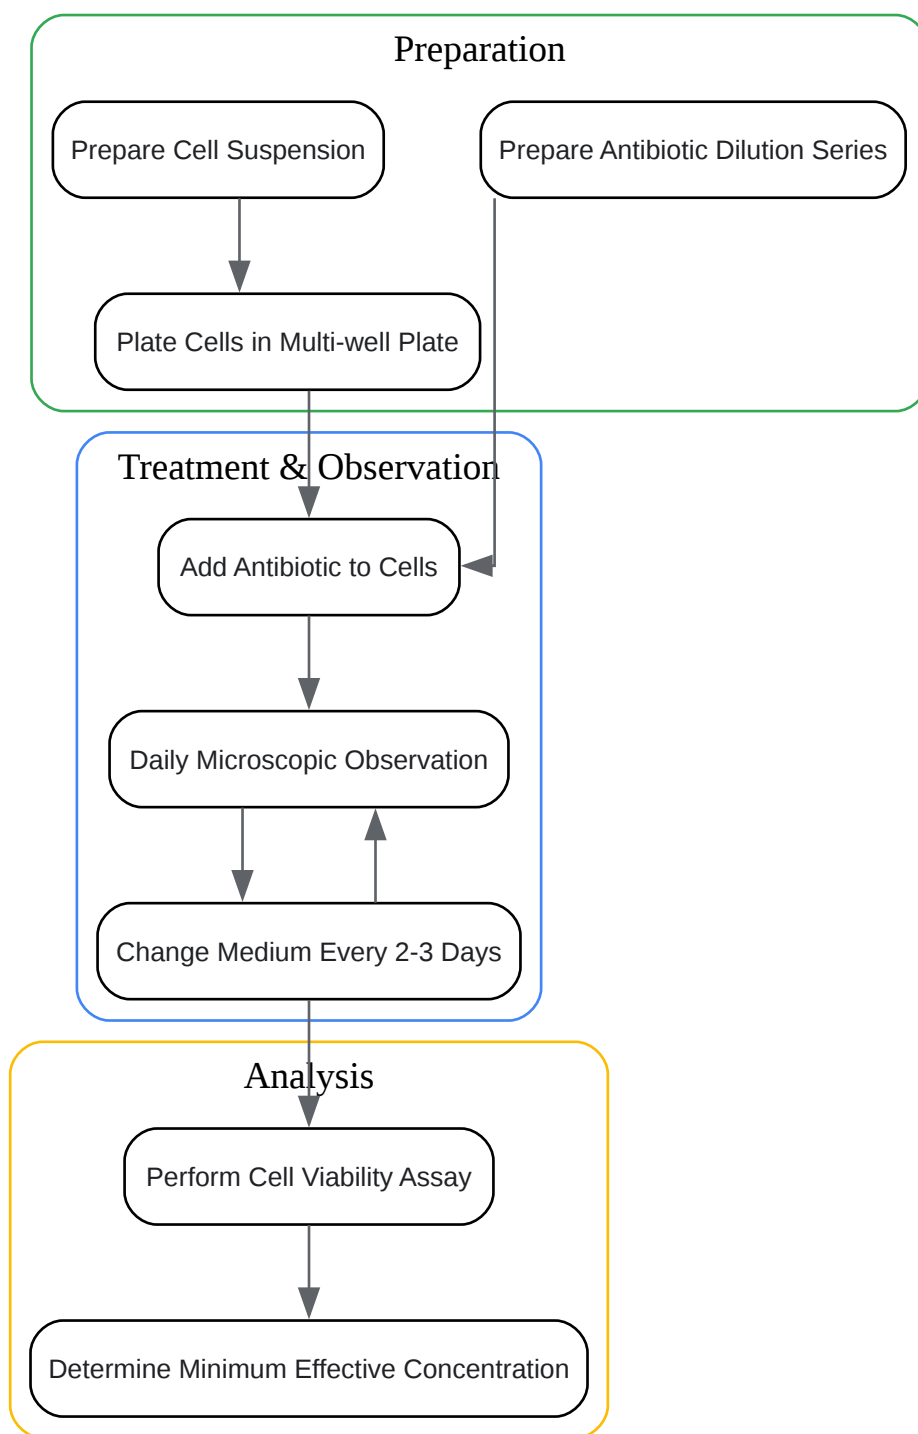 Preparation
Prepare Cell Suspension
Prepare Antibiotic Dilution Series
Plate Cells in Multi-well Plate
Treatment & Observation
Add Antibiotic to Cells
Daily Microscopic Observation
Change Medium Every 2-3 Days
Analysis
Perform Cell Viability Assay
Determine Minimum Effective Concentration